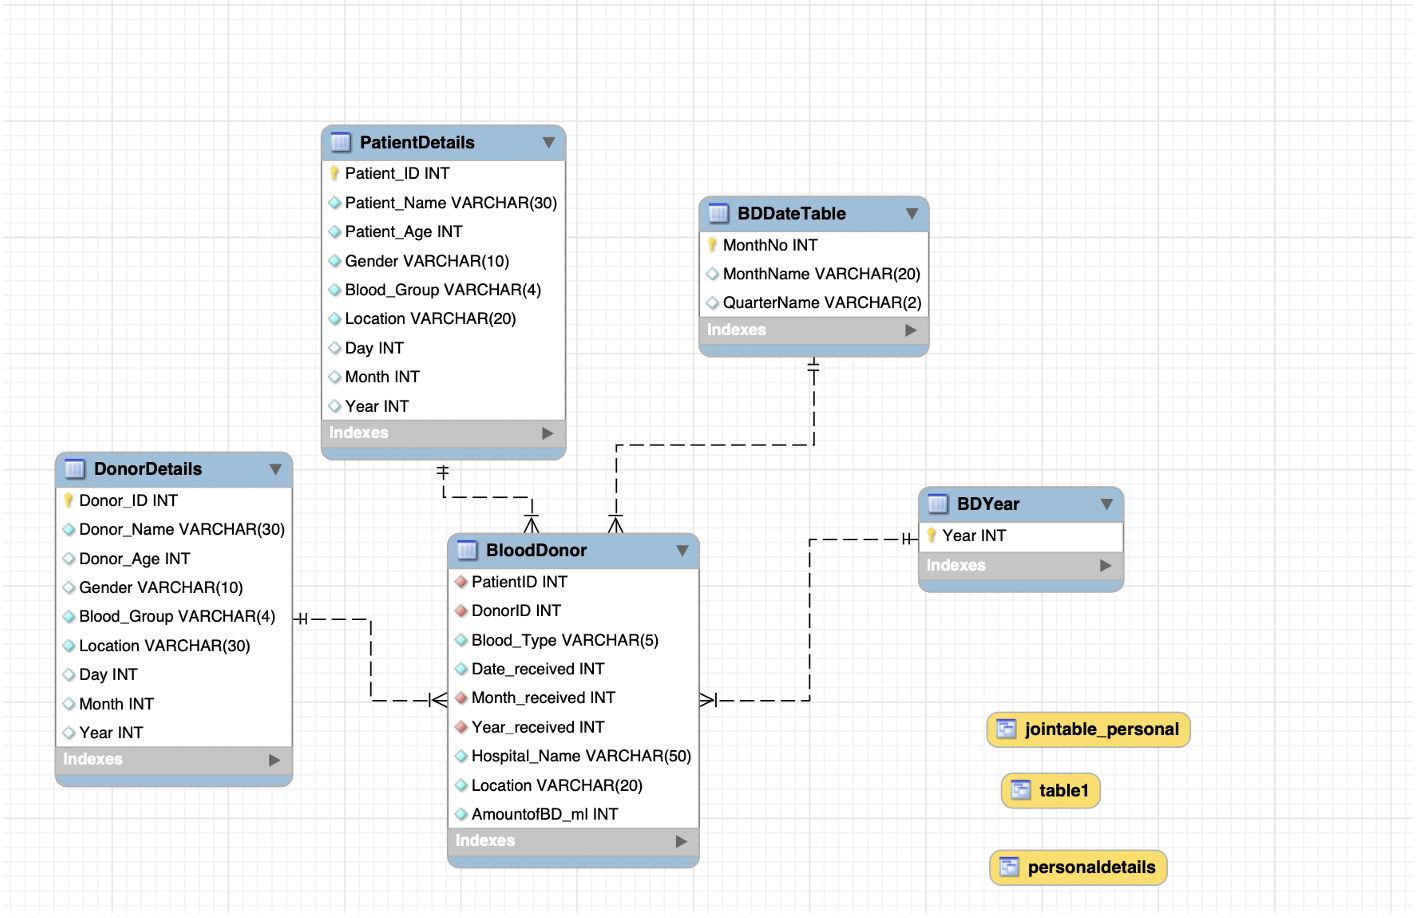 PatientDetails
Patient_ID INT
Patient_Name VARCHAR(30)
Patient_Age INT
Gender VARCHAR(10)
Blood_Group VARCHAR(4)
Location VARCHAR(20)
Day INT
Month INT
Year INT
Indexes
BDDateTable
MonthNo INT
MonthName VARCHAR(20)
QuarterName VARCHAR(2)
Indexes
DonorDetails
Donor_ID INT
Donor_Name VARCHAR(30)
Donor_Age INT
Gender VARCHAR(10)
Blood_Group VARCHAR(4)
Location VARCHAR(30)
Day INT
Month INT
Year INT
Indexes
BloodDonor
PatientID INT
DonorID INT
Blood_Type VARCHAR(5)
Date_received INT
Month_received INT
Year_received INT
Hospital_Name VARCHAR(50)
Location VARCHAR(20)
AmountofBD_ml INT
Indexes
BDYear
Year INT
Indexes
jointable_personal
table1
personaldetails